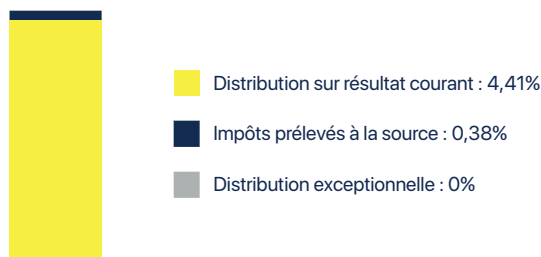 Distribution sur résultat courant : 4,41%
Impôts prélevés à la source : 0,38%
Distribution exceptionnelle : 0%